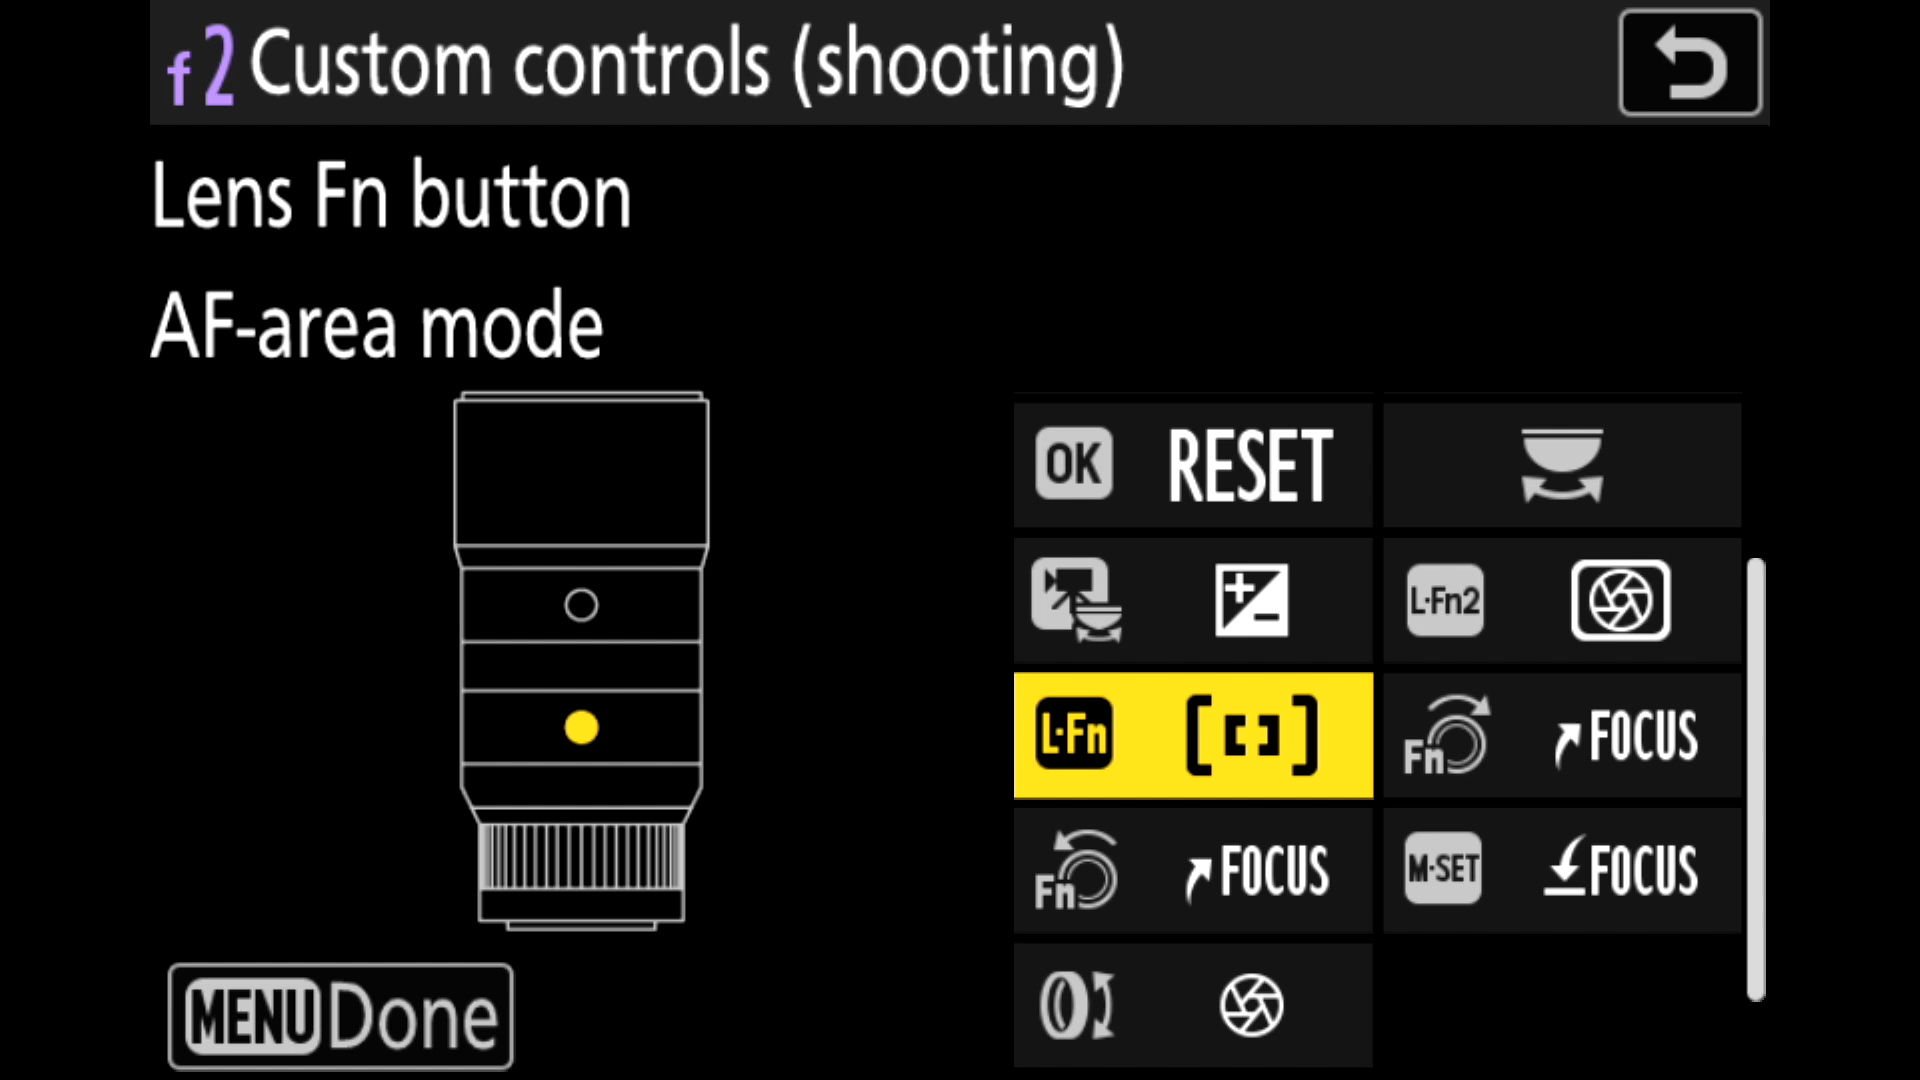 f2 Custom controls (shooting)
Lens Fn button
AF-area mode
OK RESET
L·Fn2
L·Fn
Fn FOCUS
Fn FOCUS
M·SET FOCUS
MENU Done